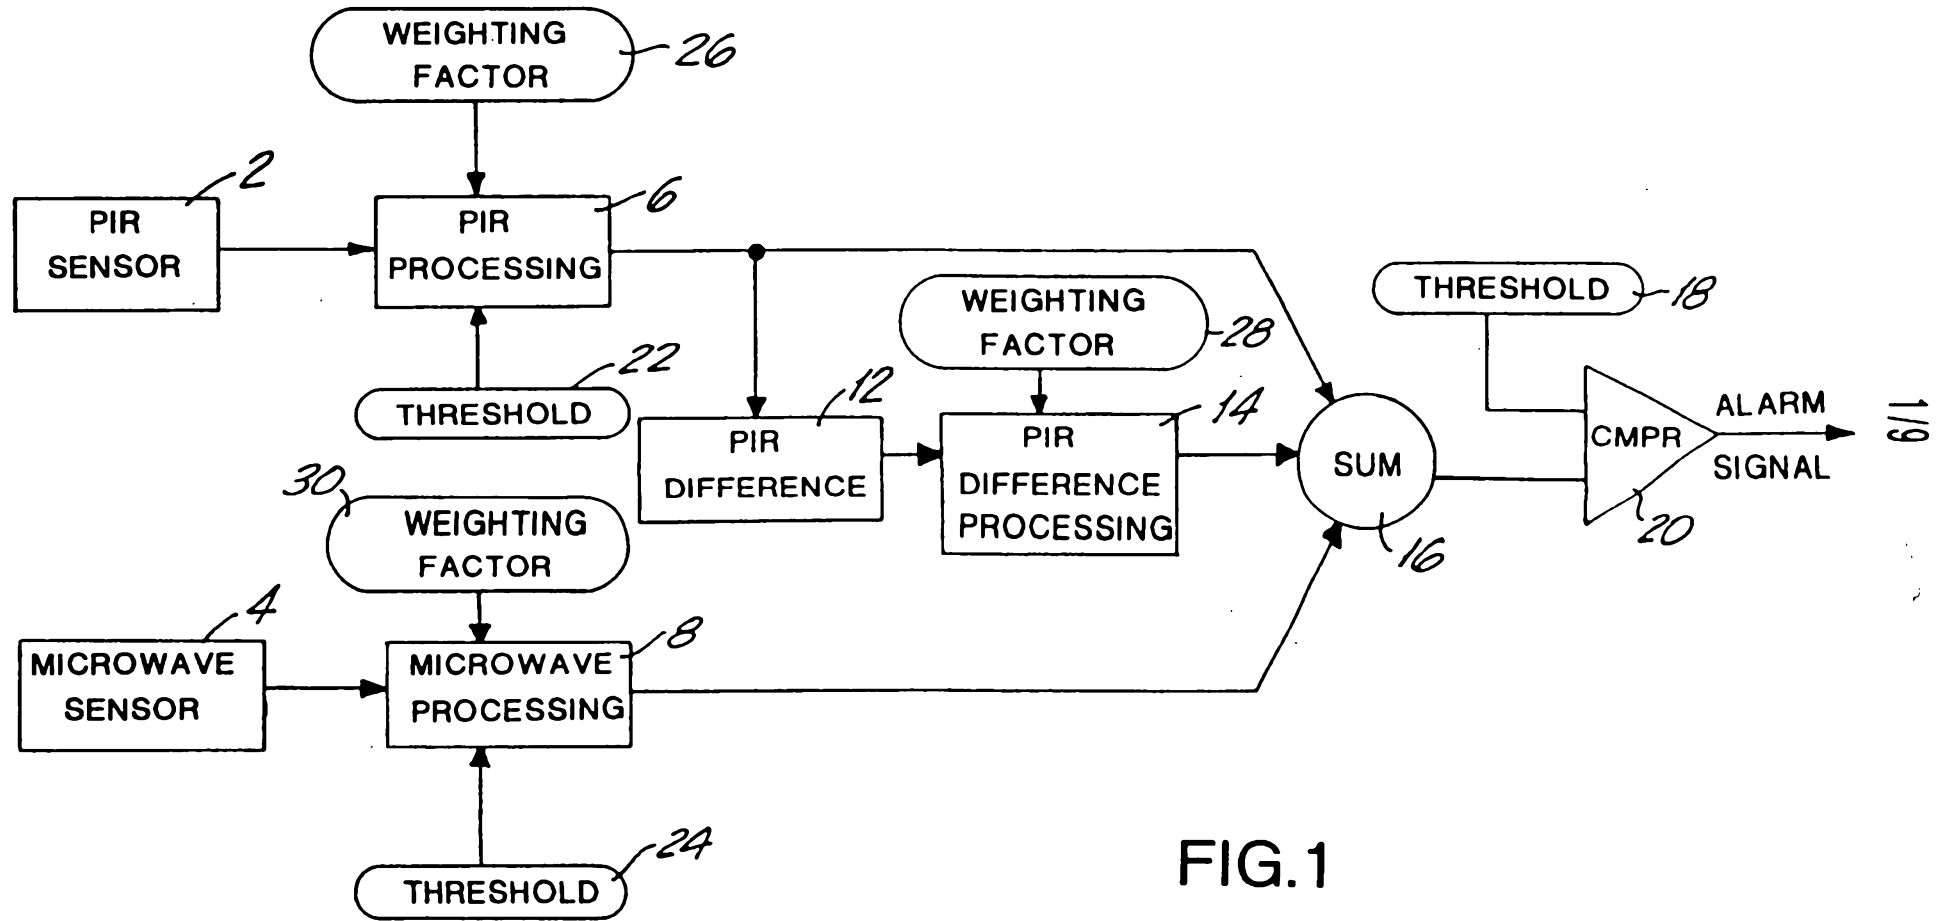 WEIGHTING
FACTOR
26
2
PIR
SENSOR
PIR
PROCESSING
6
THRESHOLD
22
WEIGHTING
FACTOR
28
THRESHOLD
18
12
PIR
DIFFERENCE
14
PIR
DIFFERENCE
PROCESSING
SUM
16
CMPR
20
ALARM
SIGNAL
1/9
30
WEIGHTING
FACTOR
4
MICROWAVE
SENSOR
8
MICROWAVE
PROCESSING
24
THRESHOLD
FIG.1